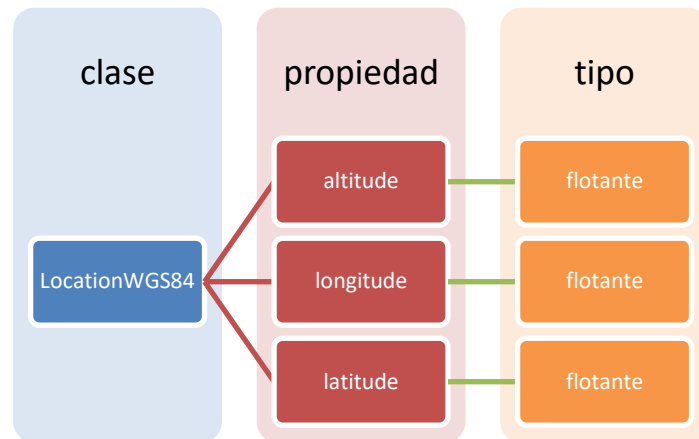 clase
propiedad
tipo
altitude
flotante
LocationWGS84
longitude
flotante
latitude
flotante